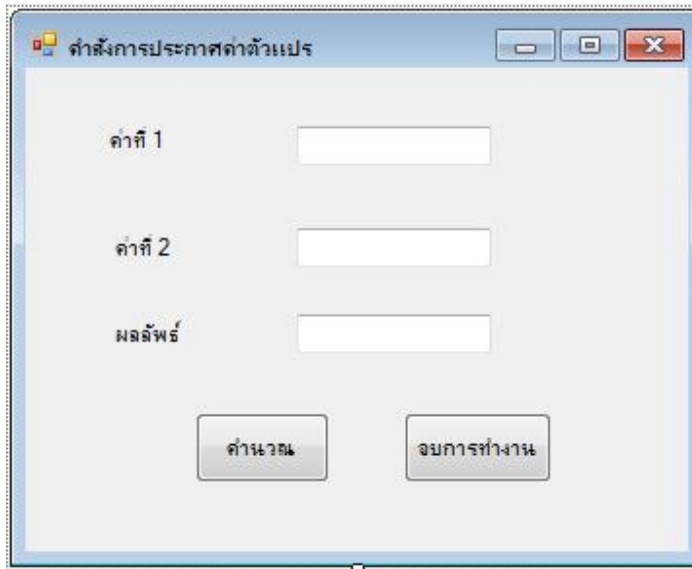 คำสั่งการประกาศค่าตัวแปร
ค่าที่ 1
ค่าที่ 2
ผลลัพธ์
คำนวณ
จบการทำงาน